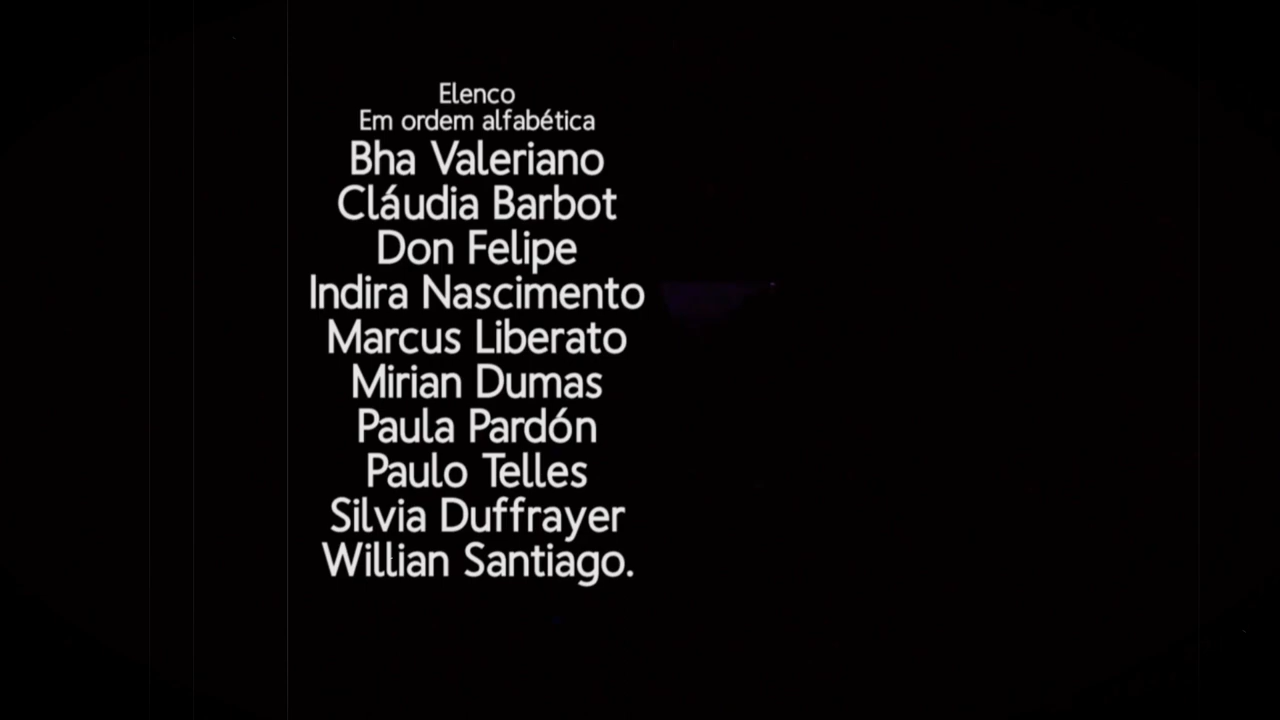 Elenco
Em ordem alfabética
Bha Valeriano
Cláudia Barbot
Don Felipe
Indira Nascimento
Marcus Liberato
Mirian Dumas
Paula Pardón
Paulo Telles
Silvia Duffrayer
Willian Santiago.